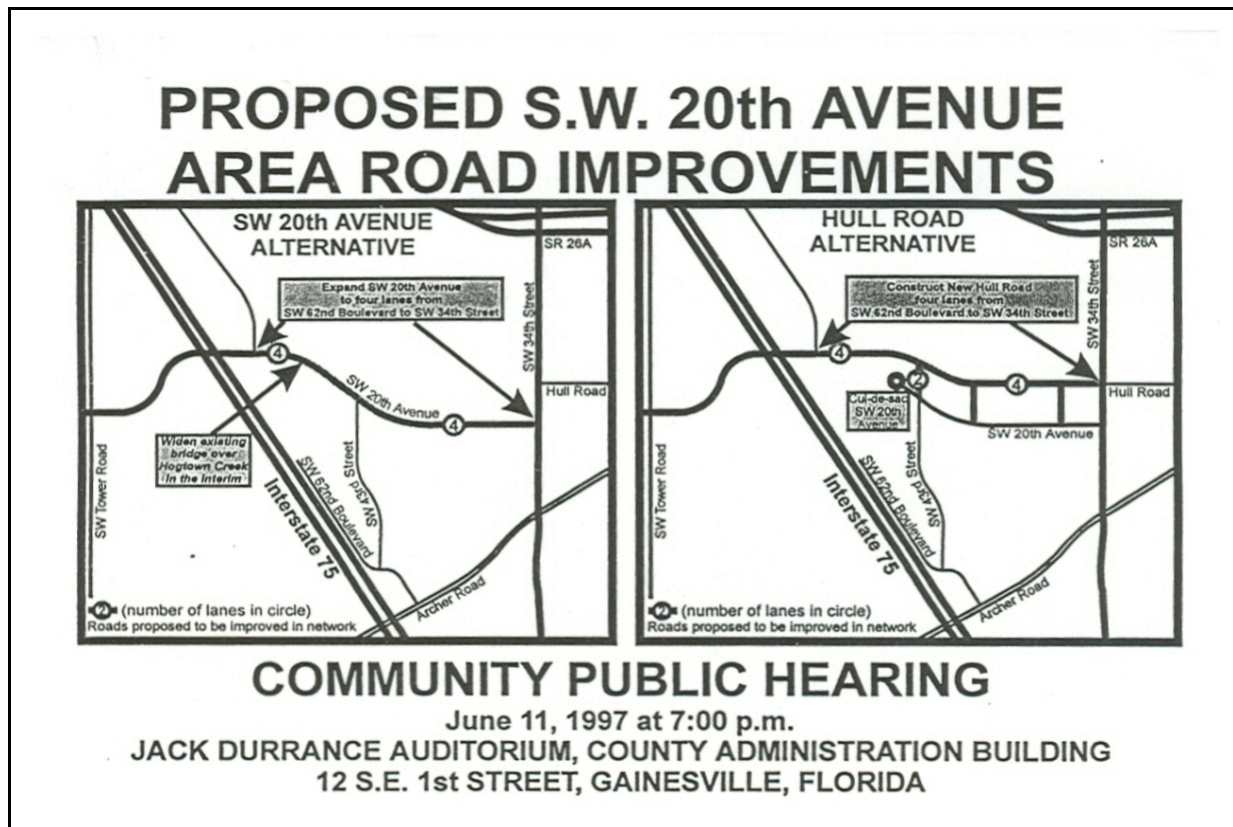 PROPOSED S.W. 20th AVENUE
AREA ROAD IMPROVEMENTS
SW 20th AVENUE
ALTERNATIVE
SR 26A
Expand SW 20th Avenue
to four lanes from
SW 62nd Boulevard to SW 34th Street
SW 34th Street
4
SW 20th Avenue
4
Hull Road
Widen existing
bridge over
Hogtown Creek
In the Interim
SW Tower Road
Interstate 75
SW 62nd Boulevard
SW 43rd Street
Archer Road
2 (number of lanes in circle)
Roads proposed to be improved in network
HULL ROAD
ALTERNATIVE
SR 26A
Construct New Hull Road
four lanes from
SW 62nd Boulevard to SW 34th Street
SW 34th Street
4
2
4
Hull Road
Cul-de-sac
SW 20th
Avenue
SW 20th Avenue
SW Tower Road
Interstate 75
SW 62nd Boulevard
SW 43rd Street
Archer Road
2 (number of lanes in circle)
Roads proposed to be improved in network
COMMUNITY PUBLIC HEARING
June 11, 1997 at 7:00 p.m.
JACK DURRANCE AUDITORIUM, COUNTY ADMINISTRATION BUILDING
12 S.E. 1st STREET, GAINESVILLE, FLORIDA